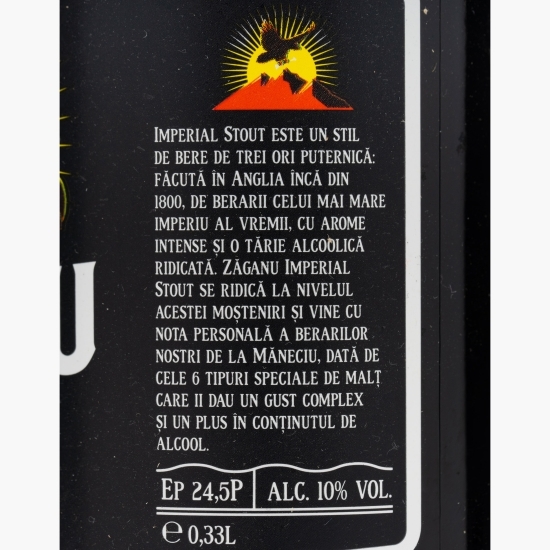 IMPERIAL STOUT ESTE UN STIL
DE BERE DE TREI ORI PUTERNICĂ:
FĂCUTĂ ÎN ANGLIA ÎNCĂ DIN
1800, DE BERARII CELUI MAI MARE
IMPERIU AL VREMII, CU AROME
INTENSE ȘI O TĂRIE ALCOOLICĂ
RIDICATĂ. ZĂGANU IMPERIAL
STOUT SE RIDICĂ LA NIVELUL
ACESTEI MOȘTENIRI ȘI VINE CU
NOTA PERSONALĂ A BERARILOR
NOSTRI DE LA MĂNECIU, DATĂ DE
CELE 6 TIPURI SPECIALE DE MALȚ
CARE II DAU UN GUST COMPLEX
ȘI UN PLUS ÎN CONȚINUTUL DE
ALCOOL.
EP 24,5P ALC. 10% VOL.
℮ 0,33L
U